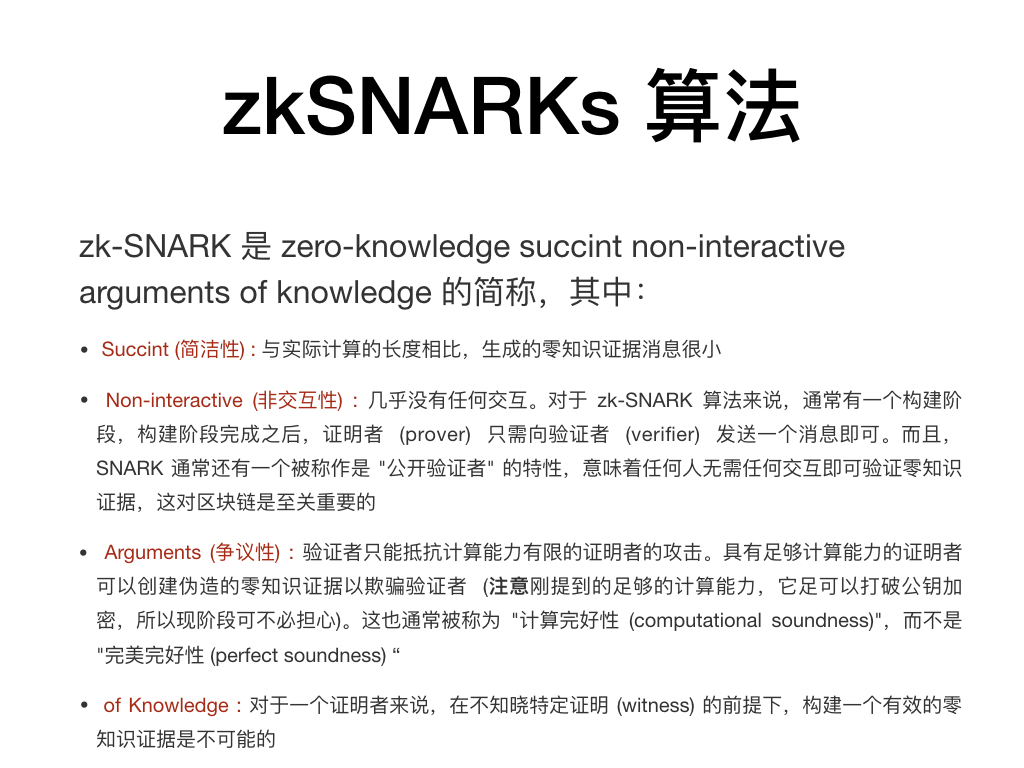 zkSNARKs 算法
zk-SNARK 是 zero-knowledge succint non-interactive
arguments of knowledge 的简称，其中：
• Succint (简洁性) : 与实际计算的长度相比，生成的零知识证据消息很小
• Non-interactive (非交互性) : 几乎没有任何交互。对于 zk-SNARK 算法来说，通常有一个构建阶
段，构建阶段完成之后，证明者 (prover) 只需向验证者 (verifier) 发送一个消息即可。而且，
SNARK 通常还有一个被称作是 "公开验证者" 的特性，意味着任何人无需任何交互即可验证零知识
证据，这对区块链是至关重要的
• Arguments (争议性) : 验证者只能抵抗计算能力有限的证明者的攻击。具有足够计算能力的证明者
可以创建伪造的零知识证据以欺骗验证者 (注意刚提到的足够的计算能力，它足可以打破公钥加
密，所以现阶段可不必担心)。这也通常被称为 "计算完好性 (computational soundness)"，而不是
"完美完好性 (perfect soundness) “
• of Knowledge : 对于一个证明者来说，在不知晓特定证明 (witness) 的前提下，构建一个有效的零
知识证据是不可能的